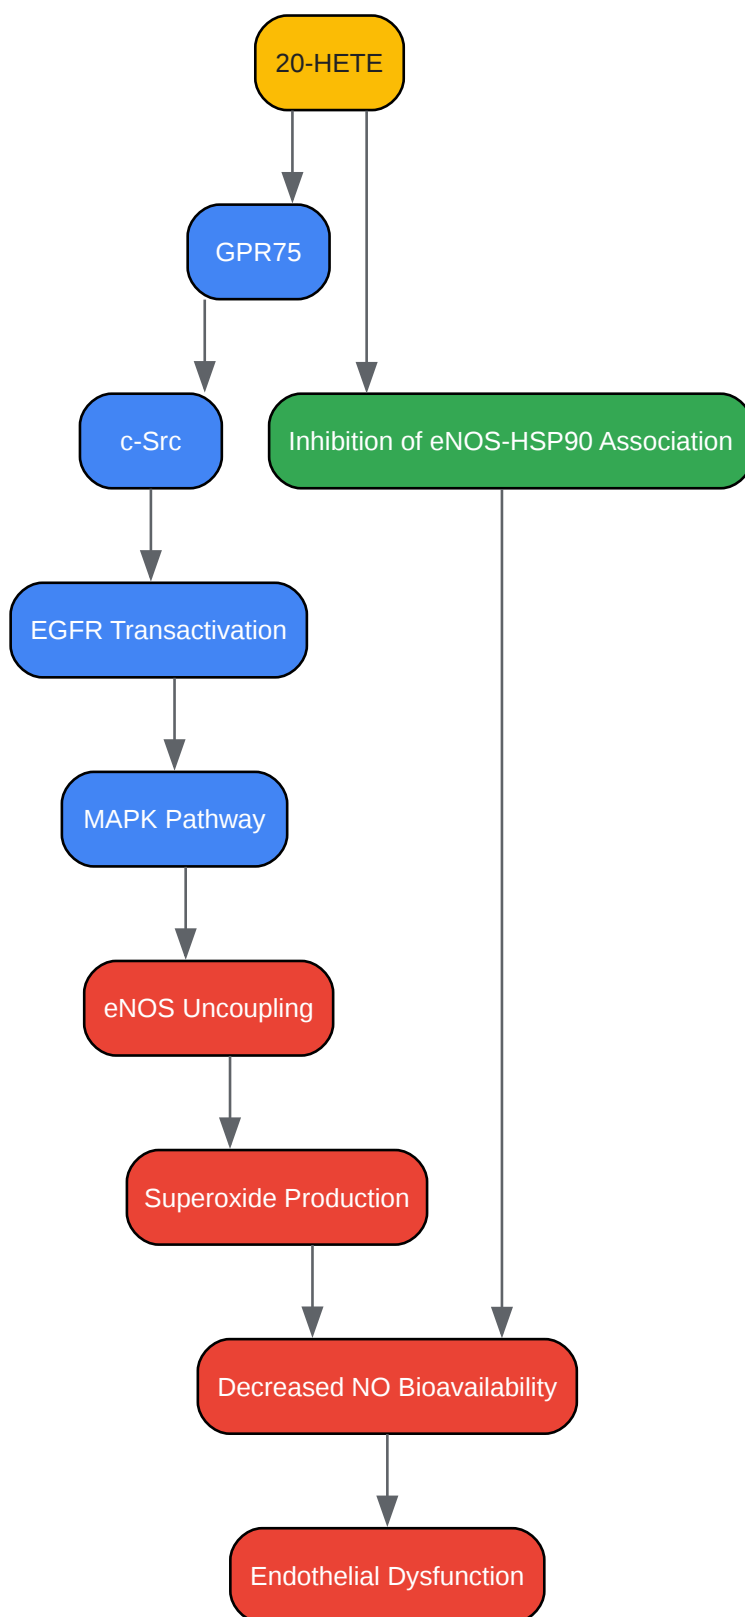 20-HETE
GPR75
c-Src
Inhibition of eNOS-HSP90 Association
EGFR Transactivation
MAPK Pathway
eNOS Uncoupling
Superoxide Production
Decreased NO Bioavailability
Endothelial Dysfunction